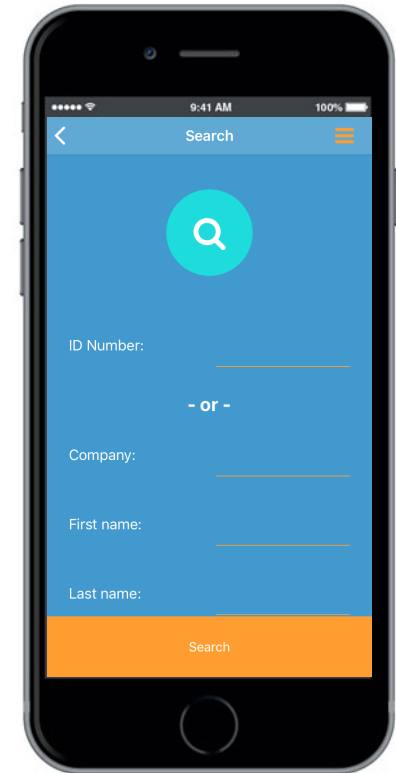 9:41 AM 100%
Search
ID Number:
- or -
Company:
First name:
Last name:
Search